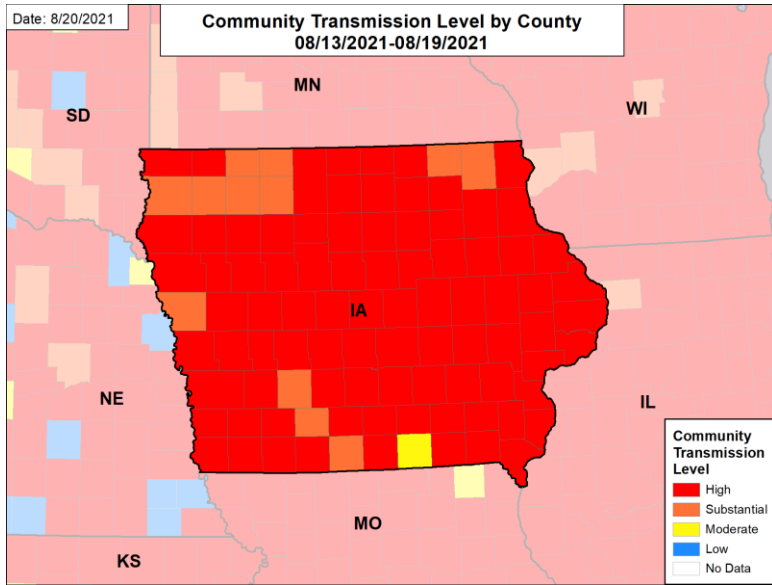 Date: 8/20/2021
Community Transmission Level by County
08/13/2021-08/19/2021
MN
SD
WI
IA
NE
IL
MO
KS
Community
Transmission
Level
High
Substantial
Moderate
Low
No Data